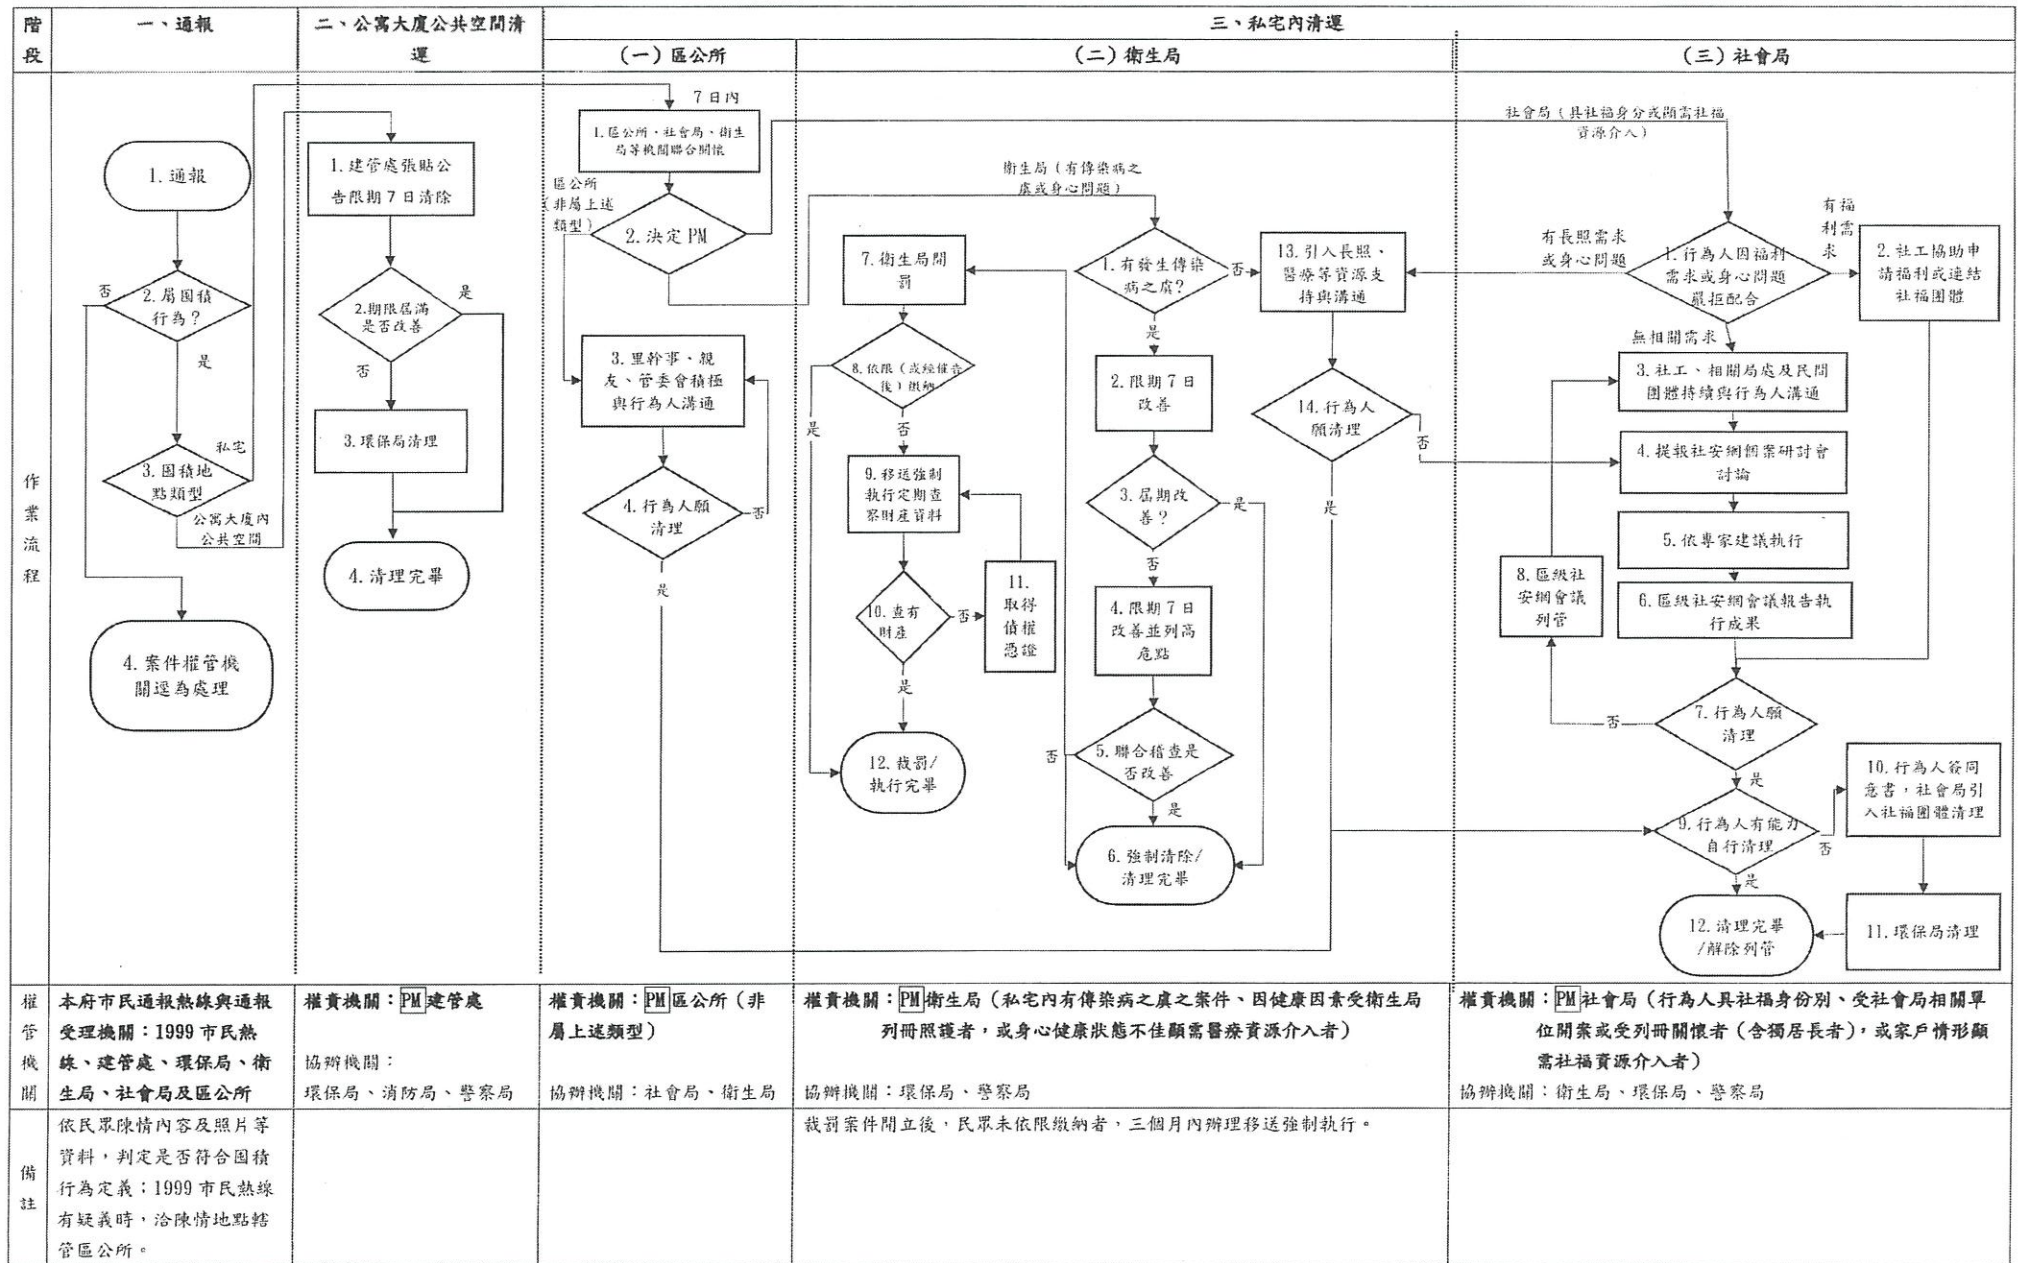 階段
一、通報
二、公寓大廈公共空間清
運
三、私宅內清運
(一)區公所
(二)衛生局
(三)社會局
作業流程
1.通報
2.屬囤積
行為?
否
是
3.囤積地
點類型
私宅
公寓大廈內
公共空間
4.案件權管機
關逕為處理
1.建管處張貼公
告限期7日清除
2.期限屆滿
是否改善
是
否
3.環保局清理
4.清理完畢
7日內
1.區公所、社會局、衛生
局等機關聯合關懷
區公所
(非屬上述
類型)
2.決定 PM
3.里幹事、親
友、管委會積極
與行為人溝通
4.行為人願
清理
否
是
衛生局(有傳染病之
虞或身心問題)
1.有發生傳染
病之虞?
否
是
2.限期7日
改善
3.屆期改
善?
是
否
4.限期7日
改善並列高
危點
5.聯合稽查是
否改善
否
是
6.強制清除/
清理完畢
7.衛生局開
罰
8.依限(或經催告
後)繳納
是
否
9.移送強制
執行定期查
察財產資料
10.查有
財產
否
是
11.
取得
債權
憑證
12.裁罰/
執行完畢
13.引入長照、
醫療等資源支
持與溝通
14.行為人
願清理
否
是
社會局(具社福身分或顯需社福
資源介入)
1.行為人因福利
需求或身心問題
嚴拒配合
有長照需求
或身心問題
有福
利需
求
無相關需求
2.社工協助申
請福利或連結
社福團體
3.社工、相關局處及民間
團體持續與行為人溝通
4.提報社安網個案研討會
討論
5.依專家建議執行
6.區級社安網會議報告執
行成果
7.行為人願
清理
否
是
8.區級社
安網會議
列管
9.行為人有能力
自行清理
否
是
10.行為人簽同
意書,社會局引
入社福團體清理
11.環保局清理
12.清理完畢
/解除列管
權管機關
本府市民通報熱線與通報
受理機關:1999市民熱
線、建管處、環保局、衛
生局、社會局及區公所
權責機關:PM建管處
協辦機關:
環保局、消防局、警察局
權責機關:PM區公所(非
屬上述類型)
協辦機關:社會局、衛生局
權責機關:PM衛生局(私宅內有傳染病之虞之案件、因健康因素受衛生局
列冊照護者,或身心健康狀態不佳顯需醫療資源介入者)
協辦機關:環保局、警察局
權責機關:PM社會局(行為人具社福身份別、受社會局相關單
位開案或受列冊關懷者(含獨居長者),或家戶情形顯
需社福資源介入者)
協辦機關:衛生局、環保局、警察局
備註
依民眾陳情內容及照片等
資料,判定是否符合囤積
行為定義;1999市民熱線
有疑義時,洽陳情地點轄
管區公所。
裁罰案件開立後,民眾未依限繳納者,三個月內辦理移送強制執行。